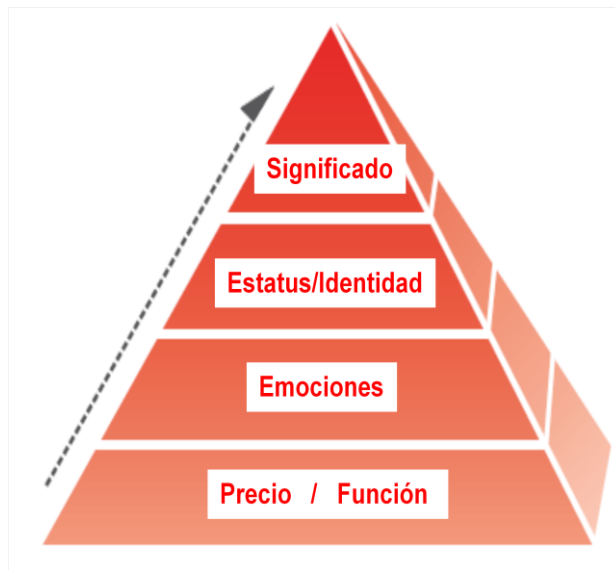 Significado
Estatus/Identidad
Emociones
Precio / Función